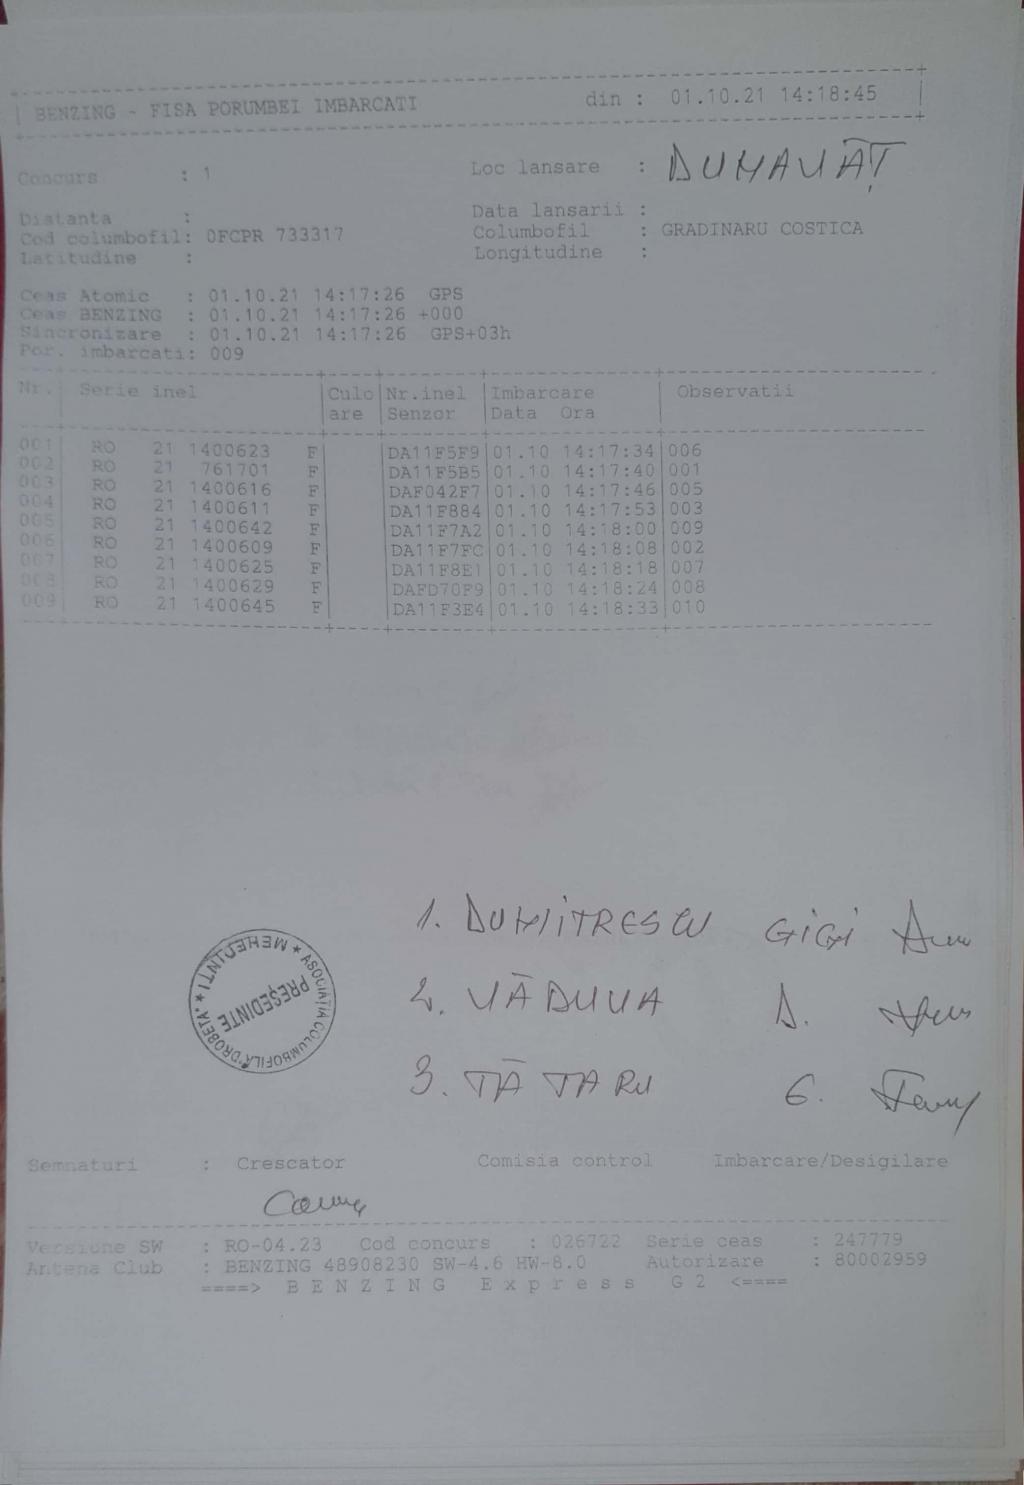 BENZING - FISA PORUMBEI IMBARCATI din : 01.10.21 14:18:45
Concurs : 1 Loc lansare : DUNAVĂȚ
Distanta : Data lansarii :
Cod columbofil: 0FCPR 733317 Columbofil : GRADINARU COSTICA
Latitudine : Longitudine :
Ceas Atomic : 01.10.21 14:17:26 GPS
Ceas BENZING : 01.10.21 14:17:26 +000
Sincronizare : 01.10.21 14:17:26 GPS+03h
Por. imbarcati: 009
Nr. Serie inel Culo Nr.inel Imbarcare Observatii
are Senzor Data Ora
001 RO 21 1400623 F DA11F5F9 01.10 14:17:34 006
002 RO 21 761701 F DA11F5B5 01.10 14:17:40 001
003 RO 21 1400616 F DAF042F7 01.10 14:17:46 005
004 RO 21 1400611 F DA11F884 01.10 14:17:53 003
005 RO 21 1400642 F DA11F7A2 01.10 14:18:00 009
006 RO 21 1400609 F DA11F7FC 01.10 14:18:08 002
007 RO 21 1400625 F DA11F8E1 01.10 14:18:18 007
008 RO 21 1400629 F DAFD70F9 01.10 14:18:24 008
009 RO 21 1400645 F DA11F3E4 01.10 14:18:33 010
1. DUMITRESCU GIGI
2. VĂDUVA D.
3. TĂTARU G.
ASOCIAȚIA COLUMBOFILĂ "DROBETA" * MEHEDINȚI *
PREȘEDINTE
Semnaturi : Crescator Comisia control Imbarcare/Desigilare
Versione SW : RO-04.23 Cod concurs : 026722 Serie ceas : 247779
Antena Club : BENZING 48908230 SW-4.6 HW-8.0 Autorizare : 80002959
====> B E N Z I N G E x p r e s s G 2 <====